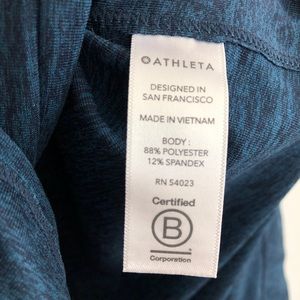 ATHLETA
DESIGNED IN
SAN FRANCISCO
MADE IN VIETNAM
BODY :
88% POLYESTER
12% SPANDEX
RN 54023
Certified
B
Corporation